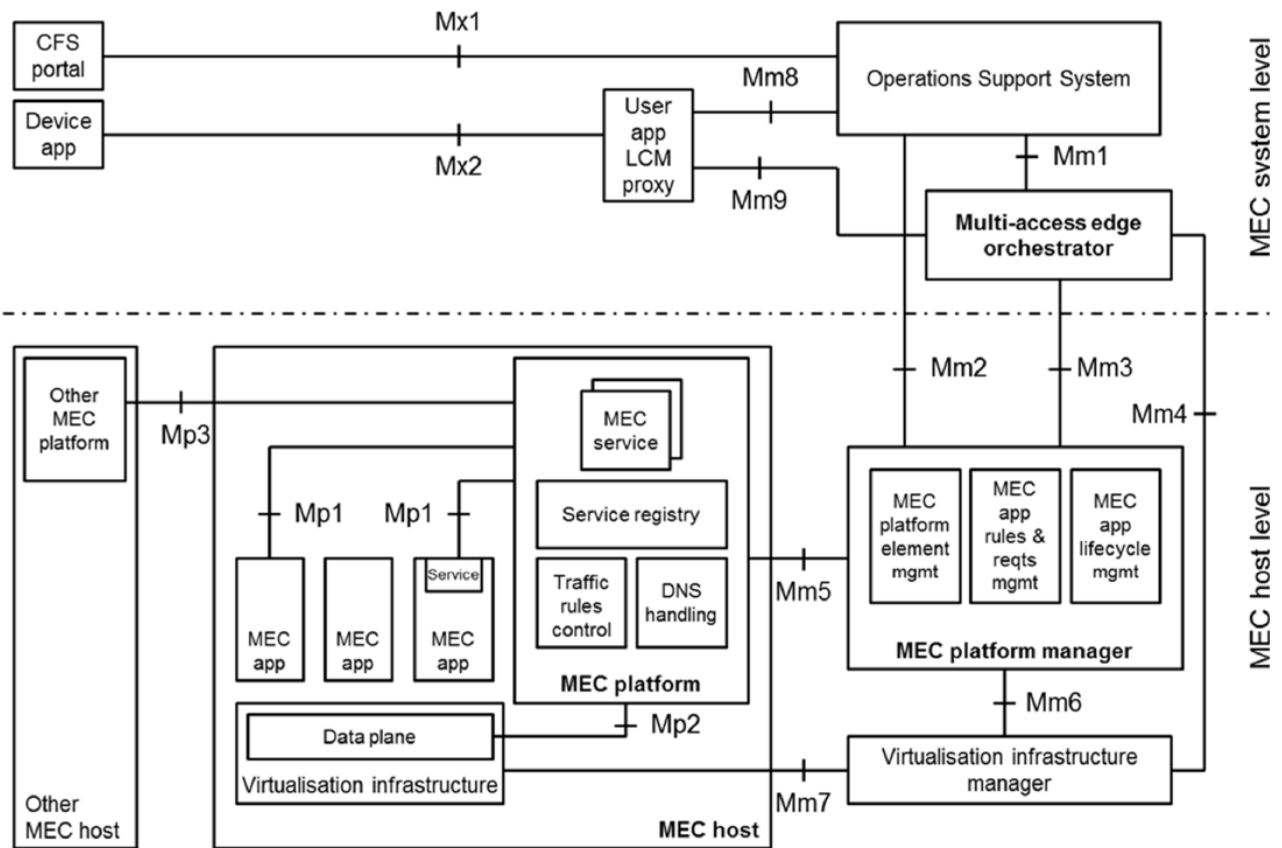 CFS
portal
Mx1
Operations Support System
Device
app
Mx2
User
app
LCM
proxy
Mm8
Mm9
Mm1
Multi-access edge
orchestrator
MEC system level
Other
MEC
platform
Mp3
MEC
service
Service registry
Traffic
rules
control
DNS
handling
MEC platform
Mp1
Mp1
MEC
app
MEC
app
Service
MEC
app
Mp2
Data plane
Virtualisation infrastructure
MEC host
Other
MEC host
Mm2
Mm3
Mm4
Mm5
MEC
platform
element
mgmt
MEC
app
rules &
reqts
mgmt
MEC
app
lifecycle
mgmt
MEC platform manager
Mm6
Mm7
Virtualisation infrastructure
manager
MEC host level